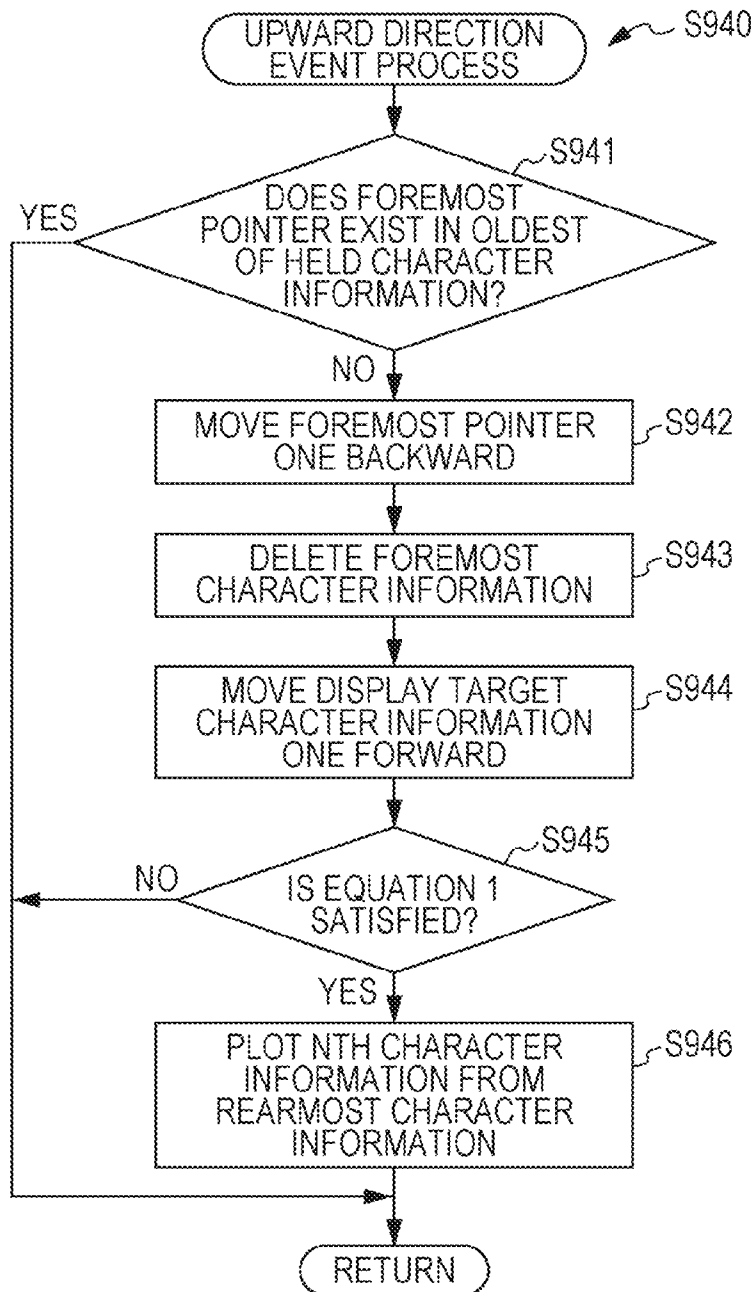 UPWARD DIRECTION
EVENT PROCESS
S940
S941
DOES FOREMOST
POINTER EXIST IN OLDEST
OF HELD CHARACTER
INFORMATION?
YES
NO
MOVE FOREMOST POINTER
ONE BACKWARD
S942
DELETE FOREMOST
CHARACTER INFORMATION
S943
MOVE DISPLAY TARGET
CHARACTER INFORMATION
ONE FORWARD
S944
S945
NO
IS EQUATION 1
SATISFIED?
YES
PLOT NTH CHARACTER
INFORMATION FROM
REARMOST CHARACTER
INFORMATION
S946
RETURN